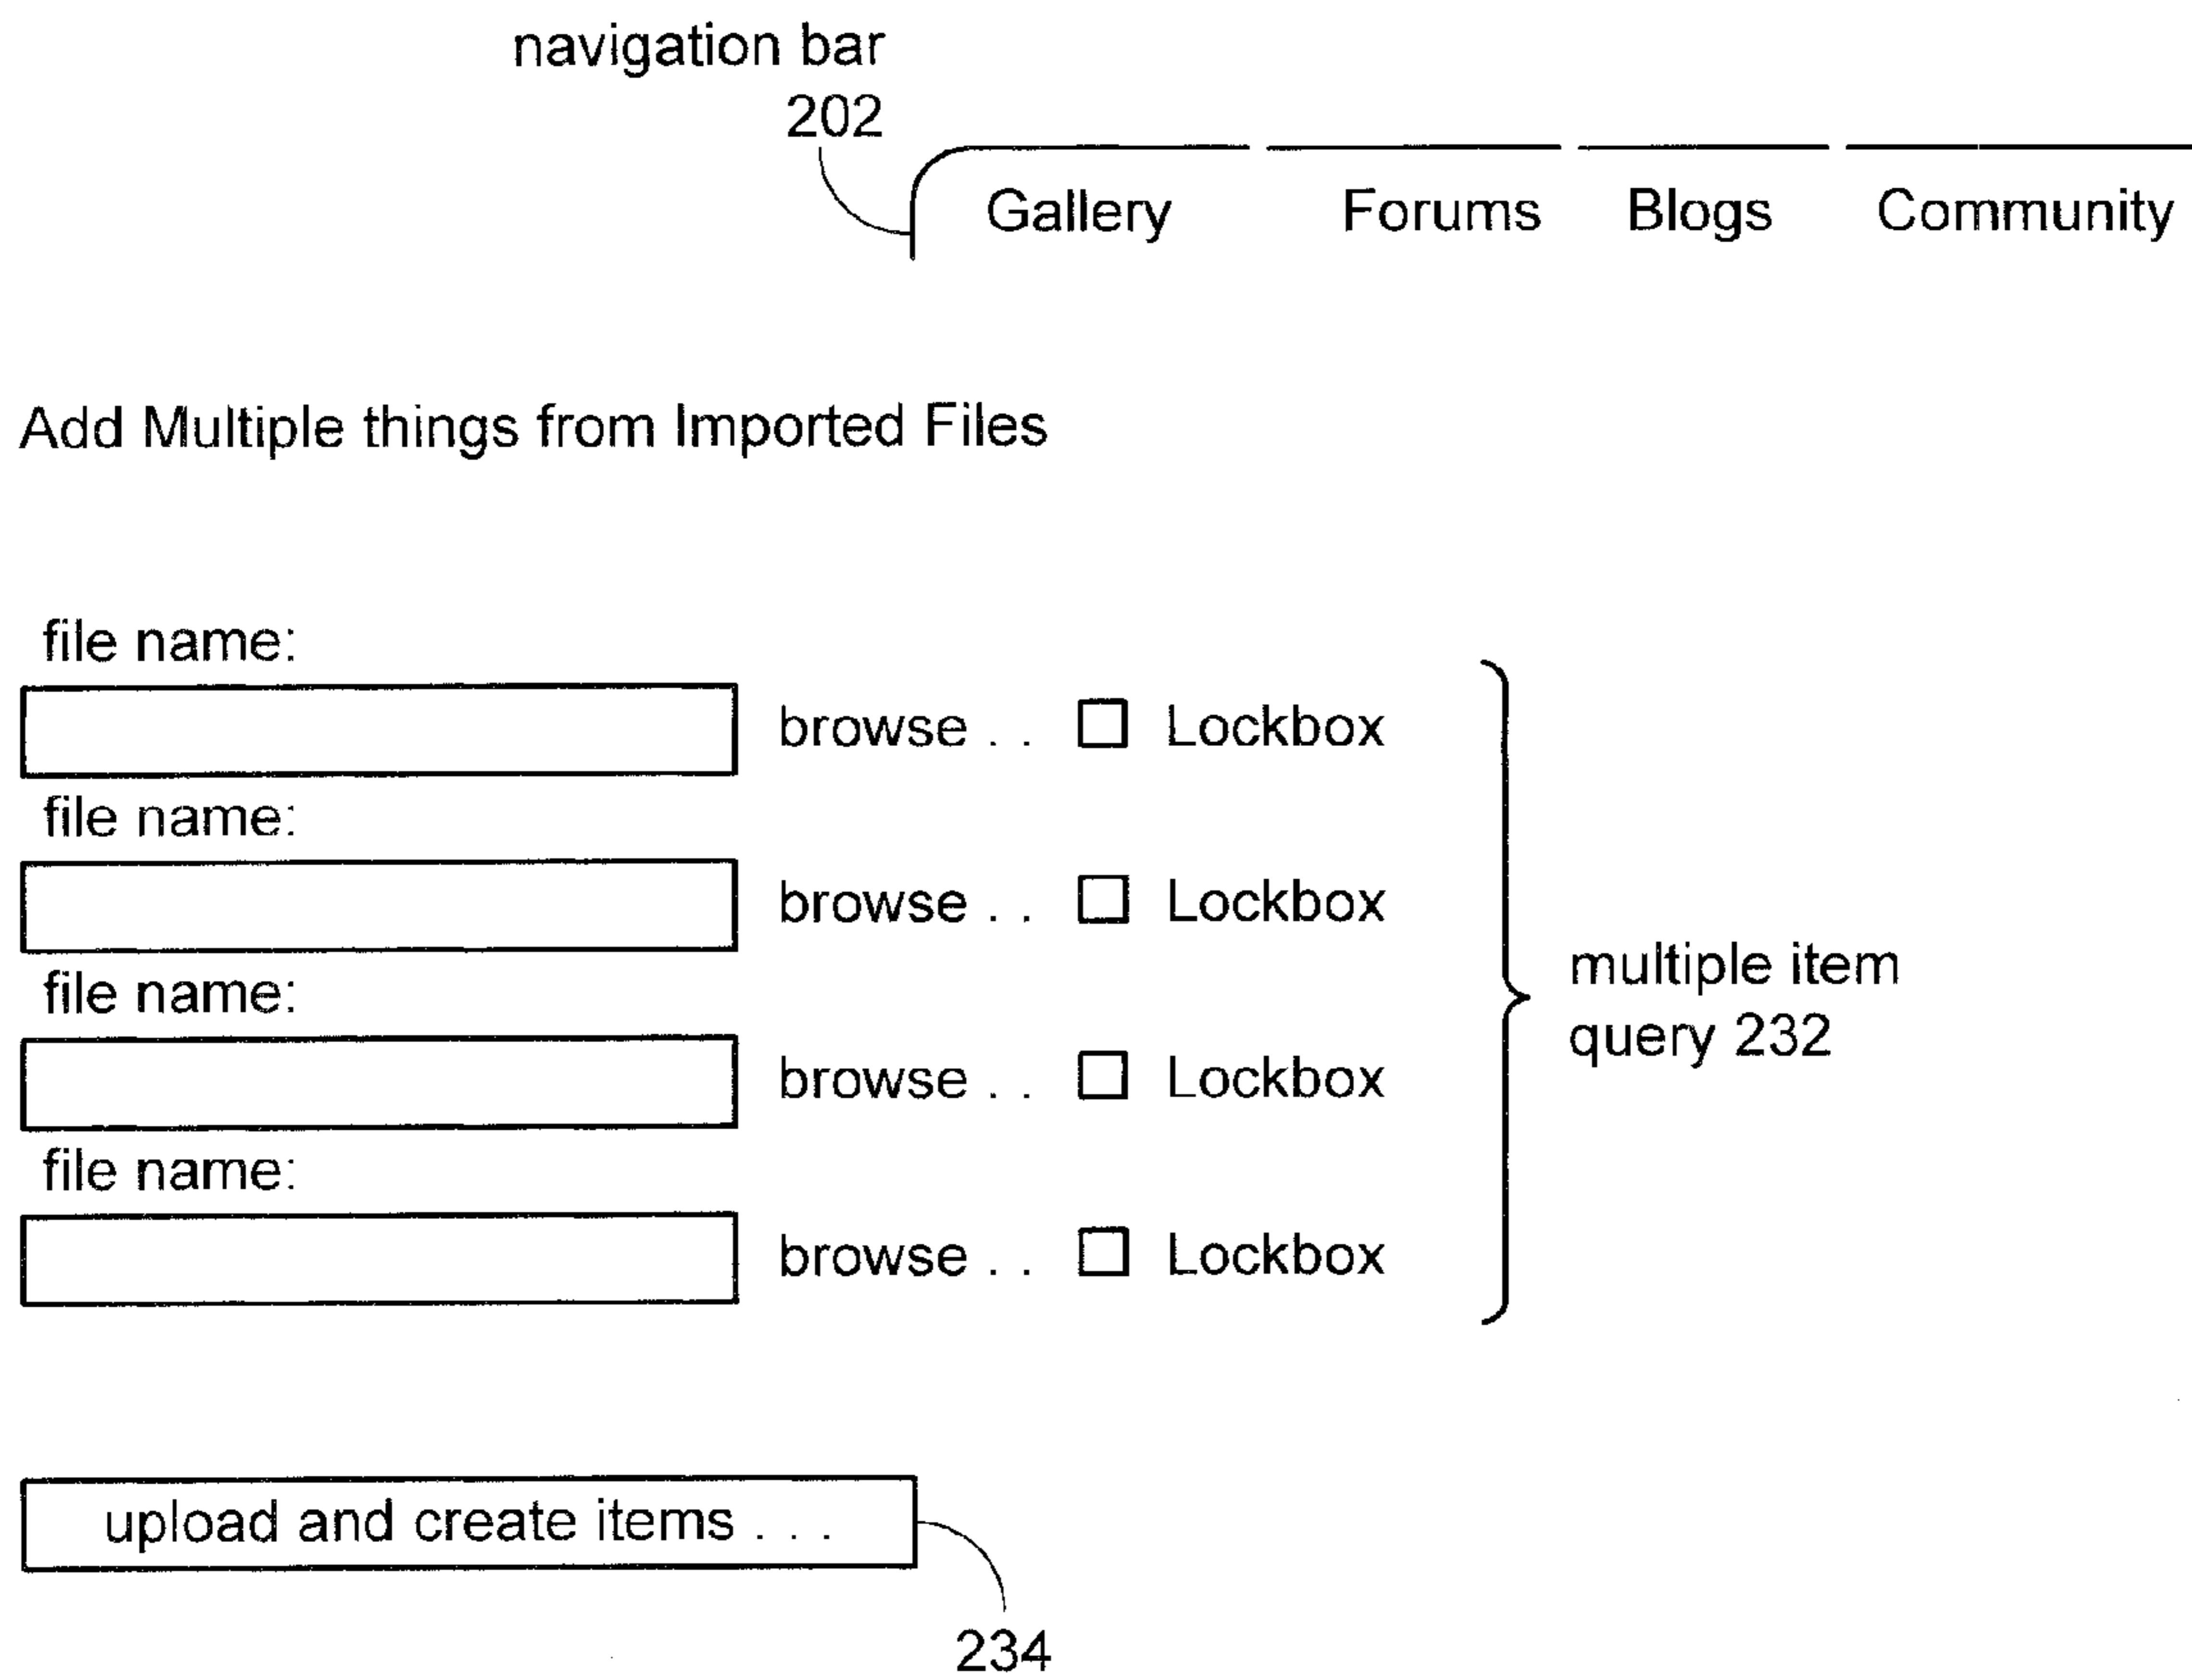 navigation bar
202
Gallery Forums Blogs Community
Add Multiple things from Imported Files
file name:
browse . . Lockbox
file name:
browse . . Lockbox
file name:
browse . . Lockbox
file name:
browse . . Lockbox
multiple item
query 232
upload and create items . . .
234